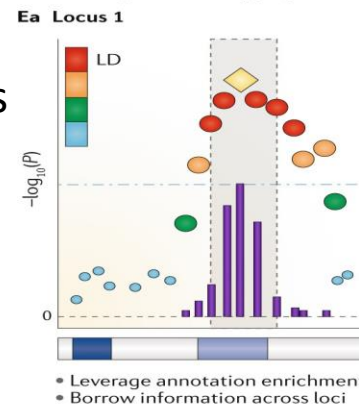 Ea Locus 1
s
LD
–log₁₀(P)
0
• Leverage annotation enrichmen
• Borrow information across loci